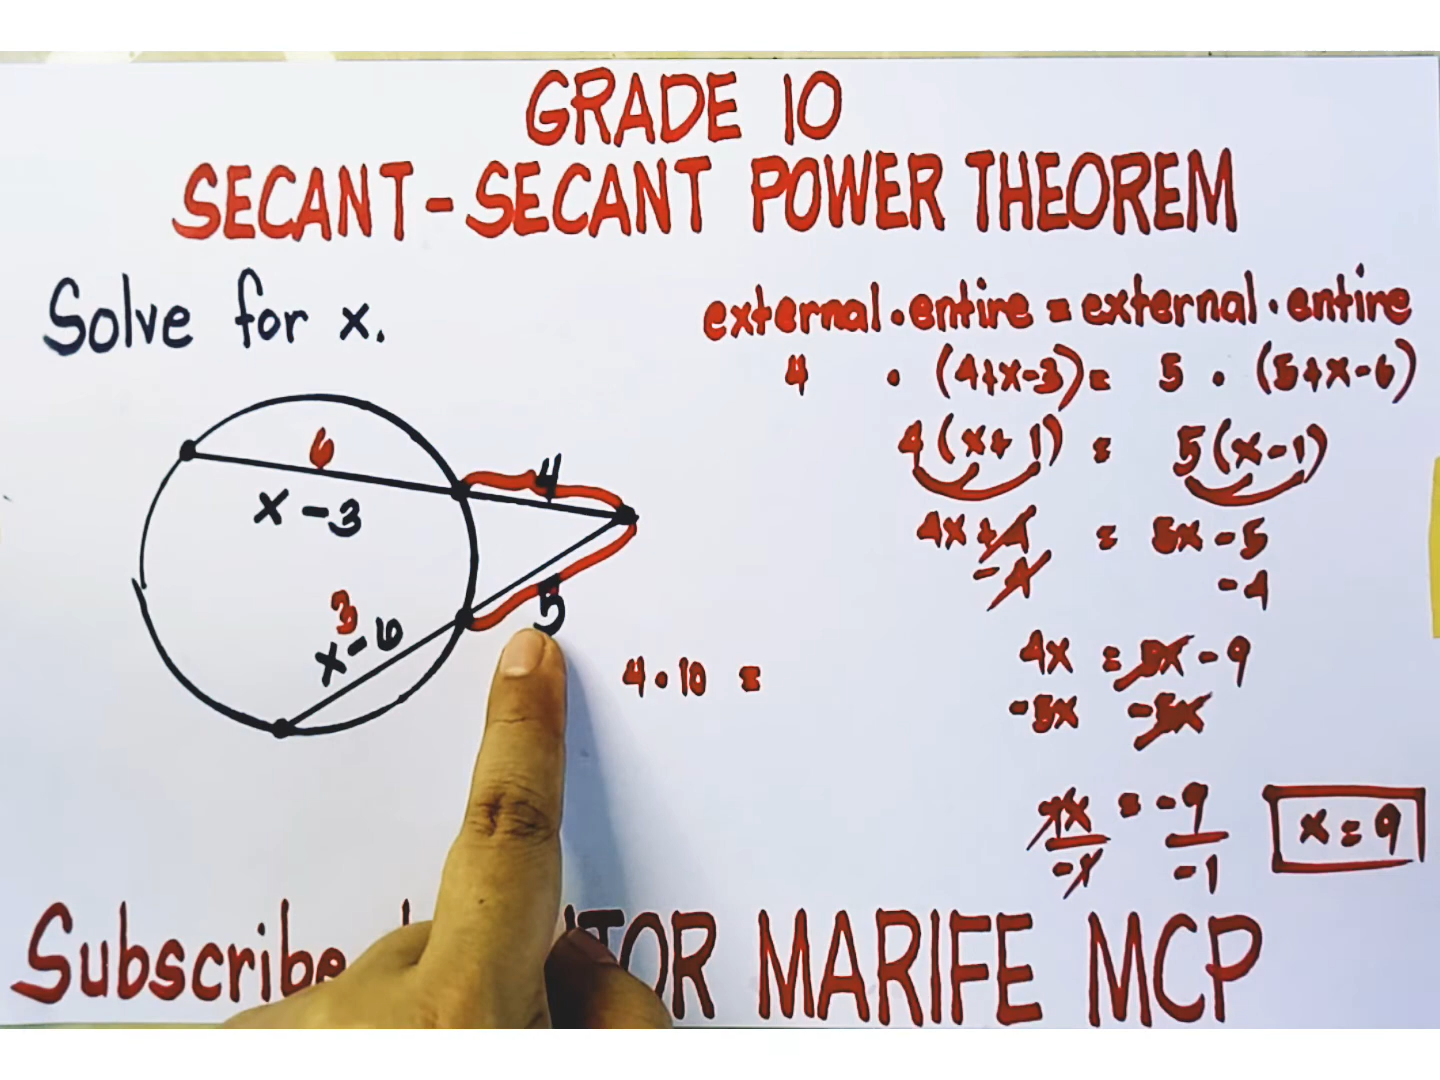 GRADE 10
SECANT-SECANT POWER THEOREM
Solve for x.
6
x-3
4
3
x-6
5
4·10 =
external·entire = external·entire
4 · (4+x-3) = 5 · (5+x-6)
4(x+1) = 5(x-1)
4x+4 = 5x-5
-4 -4
4x = 5x-9
-5x -5x
-1x = -9
-1 -1
x = 9
Subscribe
MARIFE MCP